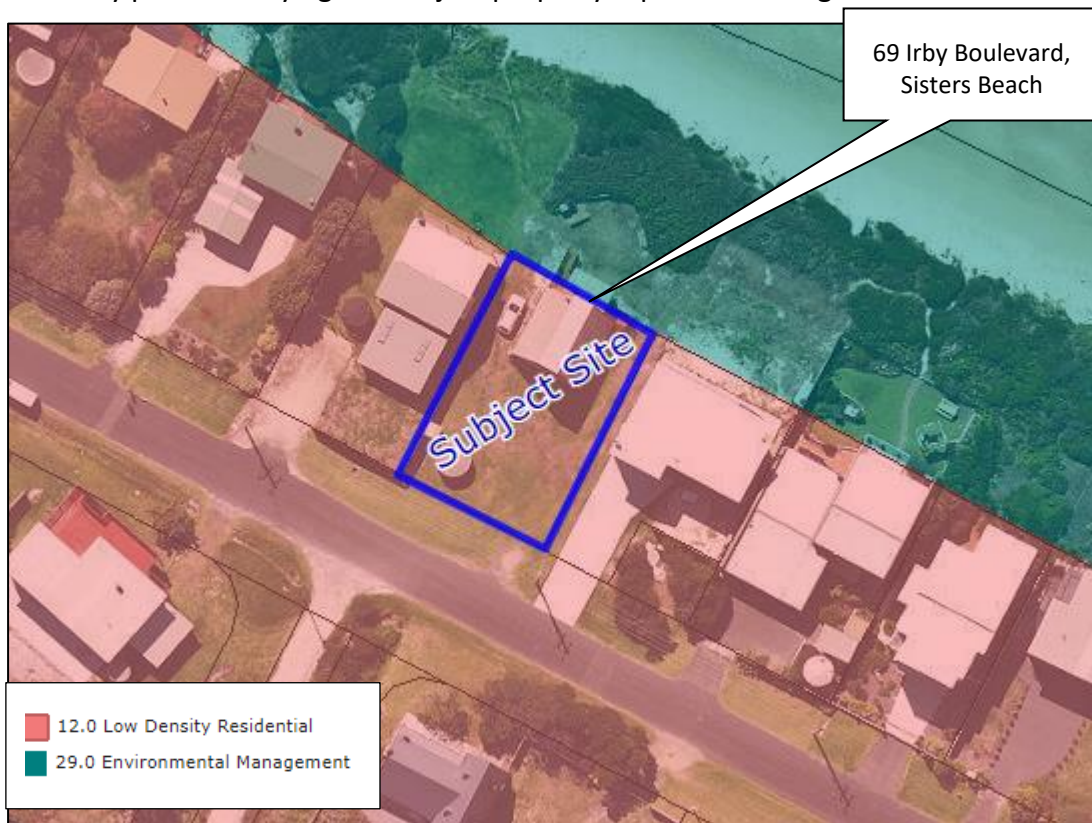 69 Irby Boulevard,
Sisters Beach
Subject Site
12.0 Low Density Residential
29.0 Environmental Management